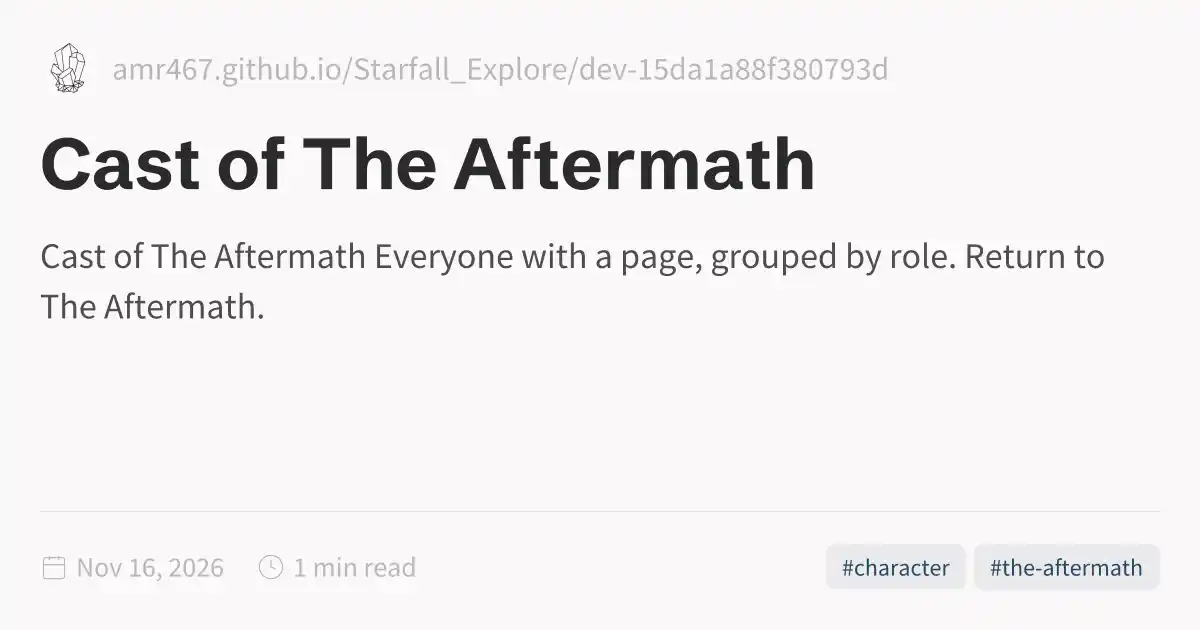 amr467.github.io/Starfall_Explore/dev-15da1a88f380793d
Cast of The Aftermath
Cast of The Aftermath Everyone with a page, grouped by role. Return to
The Aftermath.
Nov 16, 2026 1 min read #character #the-aftermath